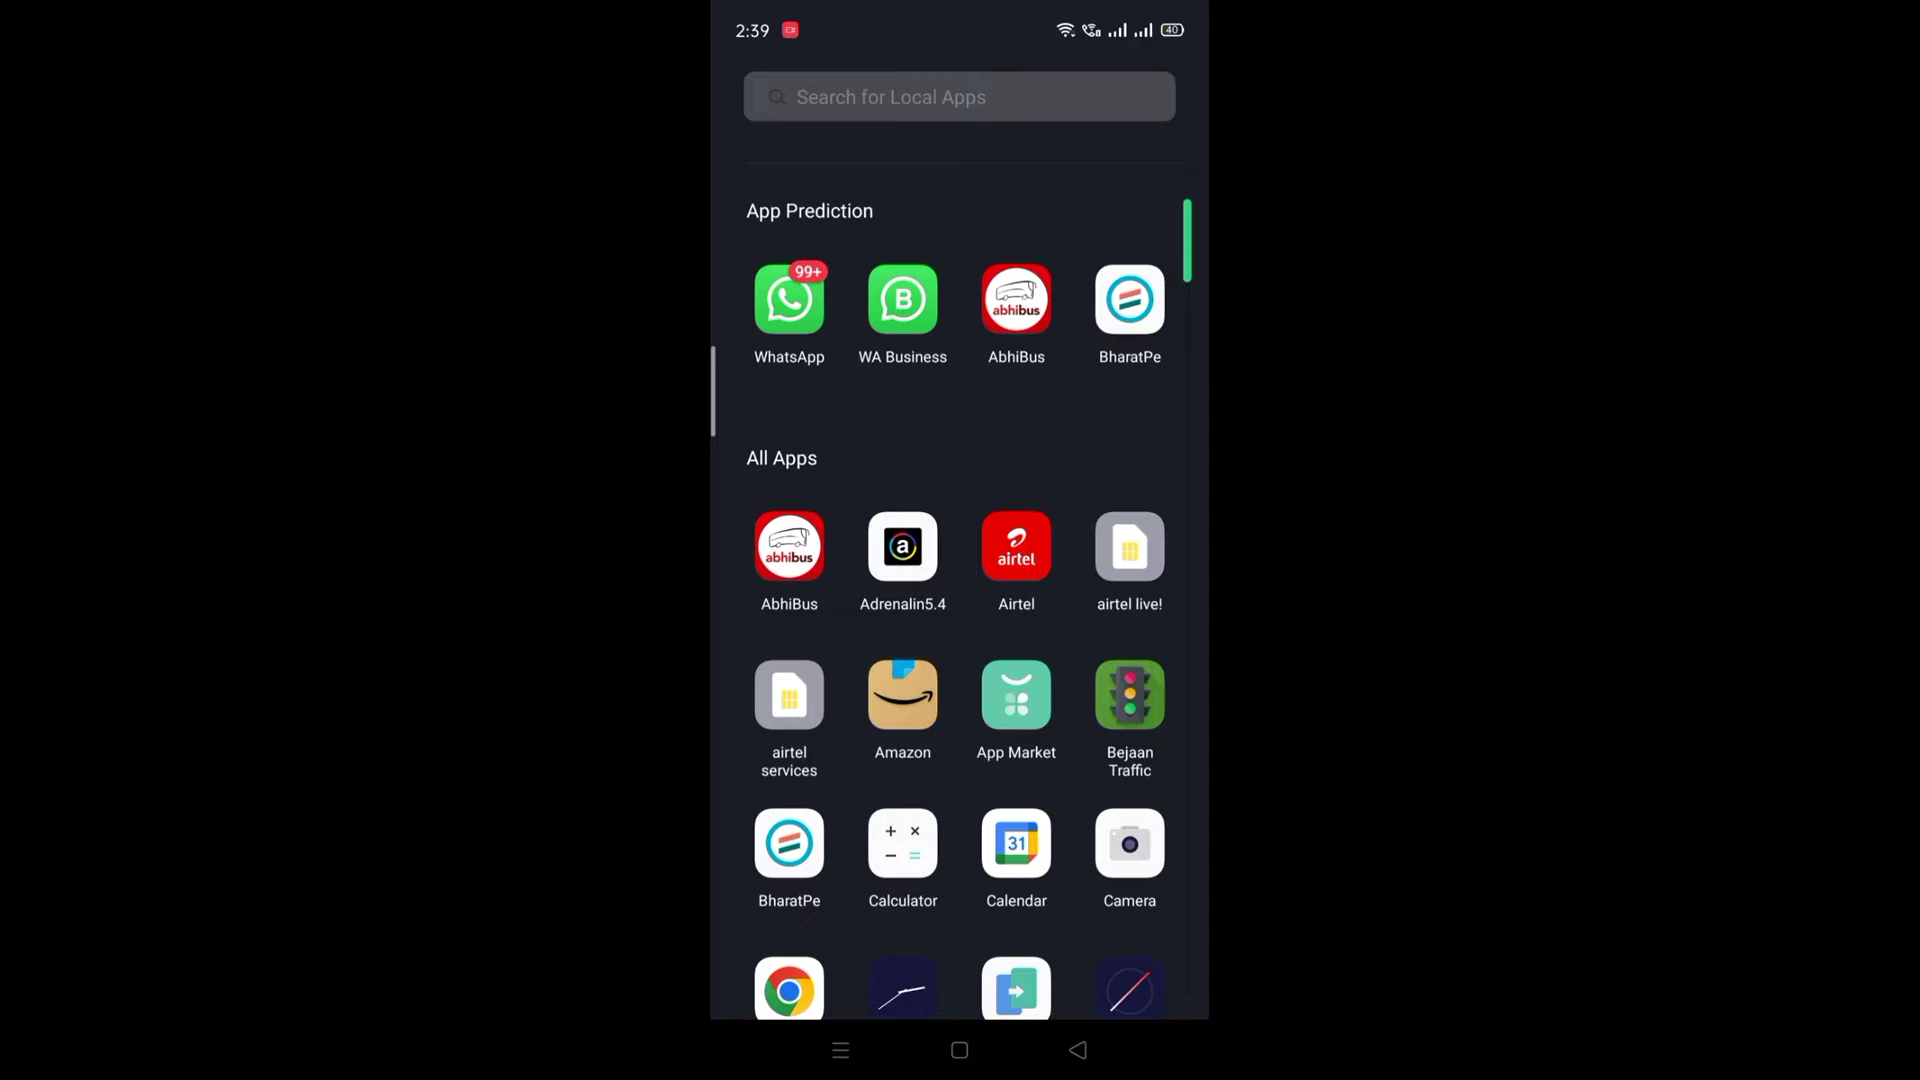 2:39 40
Search for Local Apps
App Prediction
99+
B abhibus
WhatsApp WA Business AbhiBus BharatPe
All Apps
abhibus a airtel
AbhiBus Adrenalin5.4 Airtel airtel live!
airtel services Amazon App Market Bejaan Traffic
+ × − = 31
BharatPe Calculator Calendar Camera